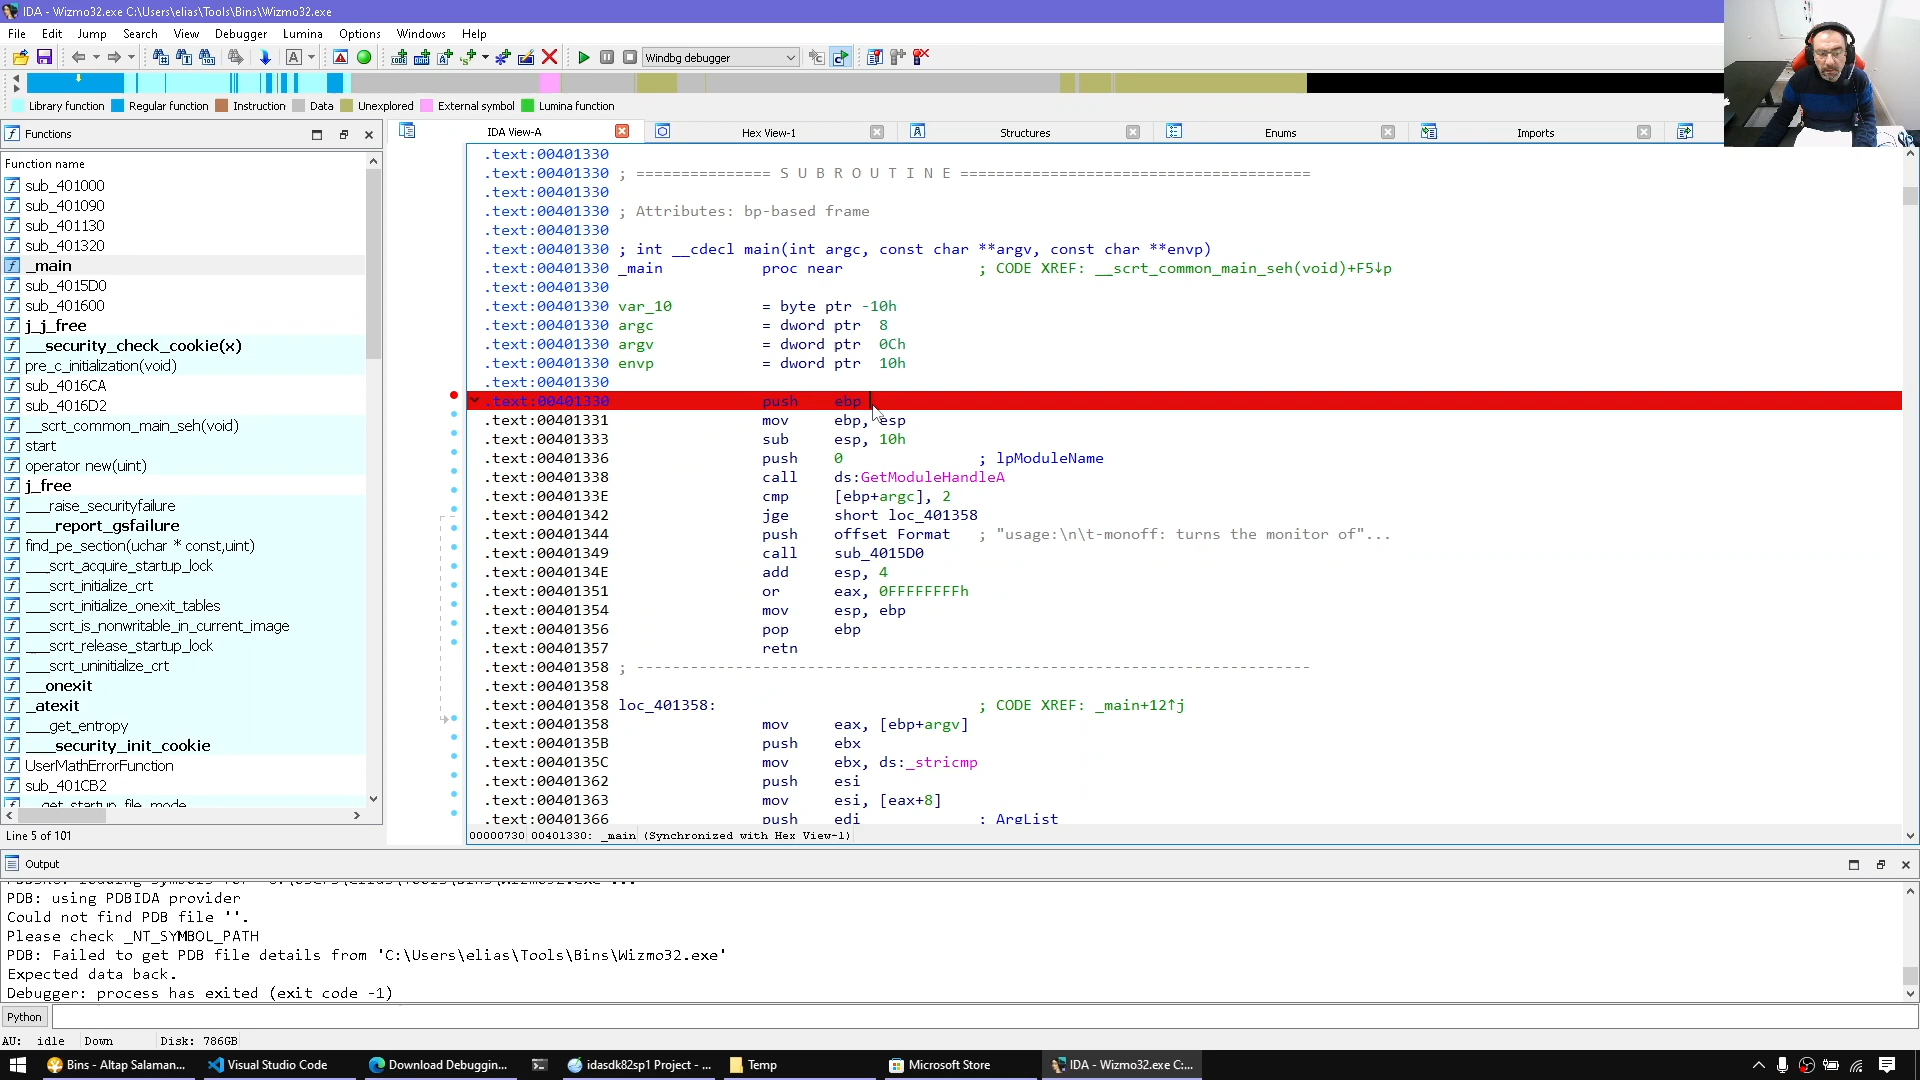 IDA - Wizmo32.exe C:\Users\elias\Tools\Bins\Wizmo32.exe
File Edit Jump Search View Debugger Lumina Options Windows Help
Windbg debugger
Library function Regular function Instruction Data Unexplored External symbol Lumina function
Functions
Function name
sub_401000
sub_401090
sub_401130
sub_401320
_main
sub_4015D0
sub_401600
j_j_free
__security_check_cookie(x)
pre_c_initialization(void)
sub_4016CA
sub_4016D2
__scrt_common_main_seh(void)
start
operator new(uint)
j_free
___raise_securityfailure
___report_gsfailure
find_pe_section(uchar * const,uint)
___scrt_acquire_startup_lock
___scrt_initialize_crt
___scrt_initialize_onexit_tables
___scrt_is_nonwritable_in_current_image
___scrt_release_startup_lock
___scrt_uninitialize_crt
__onexit
_atexit
___get_entropy
___security_init_cookie
UserMathErrorFunction
sub_401CB2
__get_startup_file_mode
Line 5 of 101
IDA View-A Hex View-1 Structures Enums Imports
.text:00401330
.text:00401330 ; =============== S U B R O U T I N E =======================================
.text:00401330
.text:00401330 ; Attributes: bp-based frame
.text:00401330
.text:00401330 ; int __cdecl main(int argc, const char **argv, const char **envp)
.text:00401330 _main proc near ; CODE XREF: __scrt_common_main_seh(void)+F5↓p
.text:00401330
.text:00401330 var_10 = byte ptr -10h
.text:00401330 argc = dword ptr 8
.text:00401330 argv = dword ptr 0Ch
.text:00401330 envp = dword ptr 10h
.text:00401330
.text:00401330 push ebp
.text:00401331 mov ebp, esp
.text:00401333 sub esp, 10h
.text:00401336 push 0 ; lpModuleName
.text:00401338 call ds:GetModuleHandleA
.text:0040133E cmp [ebp+argc], 2
.text:00401342 jge short loc_401358
.text:00401344 push offset Format ; "usage:\n\t-monoff: turns the monitor of"...
.text:00401349 call sub_4015D0
.text:0040134E add esp, 4
.text:00401351 or eax, 0FFFFFFFFh
.text:00401354 mov esp, ebp
.text:00401356 pop ebp
.text:00401357 retn
.text:00401358 ; ---------------------------------------------------------------------------
.text:00401358
.text:00401358 loc_401358: ; CODE XREF: _main+12↑j
.text:00401358 mov eax, [ebp+argv]
.text:0040135B push ebx
.text:0040135C mov ebx, ds:_stricmp
.text:00401362 push esi
.text:00401363 mov esi, [eax+8]
.text:00401366 push edi ; ArgList
00000730 00401330: _main (Synchronized with Hex View-1)
Output
PDB: using PDBIDA provider
Could not find PDB file ''.
Please check _NT_SYMBOL_PATH
PDB: Failed to get PDB file details from 'C:\Users\elias\Tools\Bins\Wizmo32.exe'
Expected data back.
Debugger: process has exited (exit code -1)
Python
AU: idle Down Disk: 786GB
Bins - Altap Salaman... Visual Studio Code Download Debuggin... idasdk82sp1 Project - ... Temp Microsoft Store IDA - Wizmo32.exe C:...